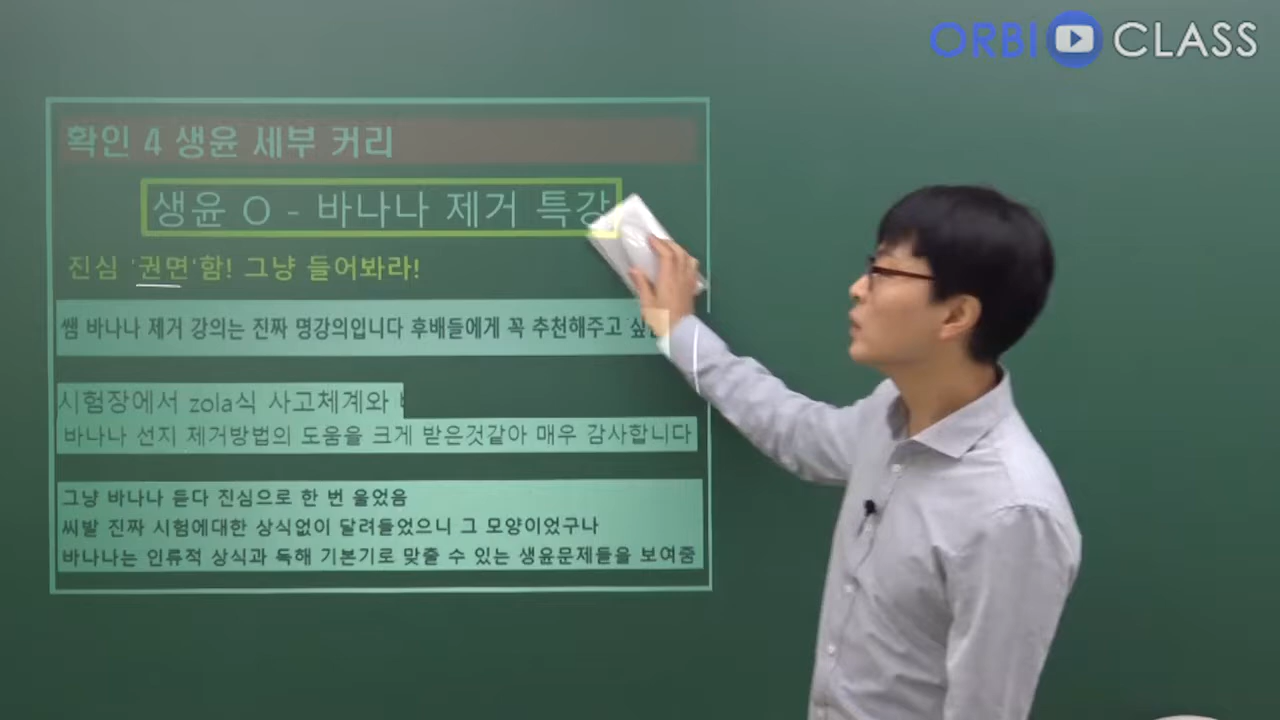 ORBI CLASS
확인 4 생윤 세부 커리
생윤 O - 바나나 제거 특강
진심 '권면'함! 그냥 들어봐라!
쌤 바나나 제거 강의는 진짜 명강의입니다 후배들에게 꼭 추천해주고
시험장에서 zola식 사고체계와
바나나 선지 제거방법의 도움을 크게 받은것같아 매우 감사합니다
그냥 바나나 듣다 진심으로 한 번 울었음
씨발 진짜 시험에대한 상식없이 달려들었으니 그 모양이었구나
바나나는 인류적 상식과 독해 기본기로 맞출 수 있는 생윤문제들을 보여줌